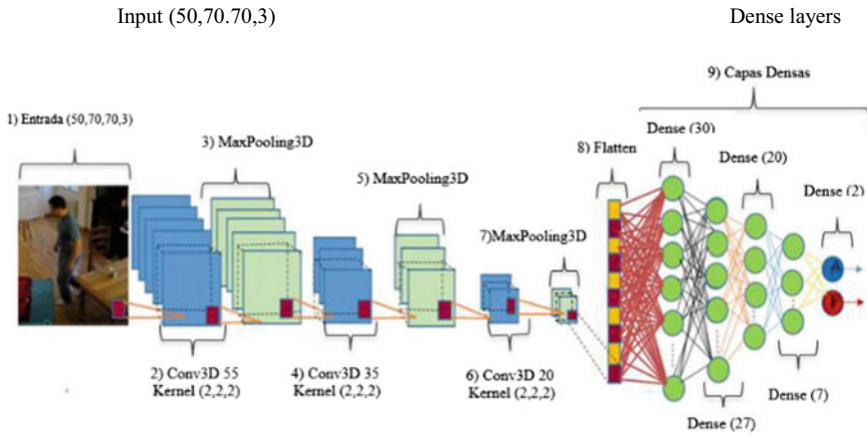 Input (50,70.70,3)
Dense layers
9) Capas Densas
1) Entrada (50,70,70,3)
3) MaxPooling3D
Dense (30)
8) Flatten
Dense (20)
5) MaxPooling3D
Dense (2)
7)MaxPooling3D
A
F
2) Conv3D 55
Kernel (2,2,2)
4) Conv3D 35
Kernel (2,2,2)
6) Conv3D 20
Kernel (2,2,2)
Dense (7)
Dense (27)